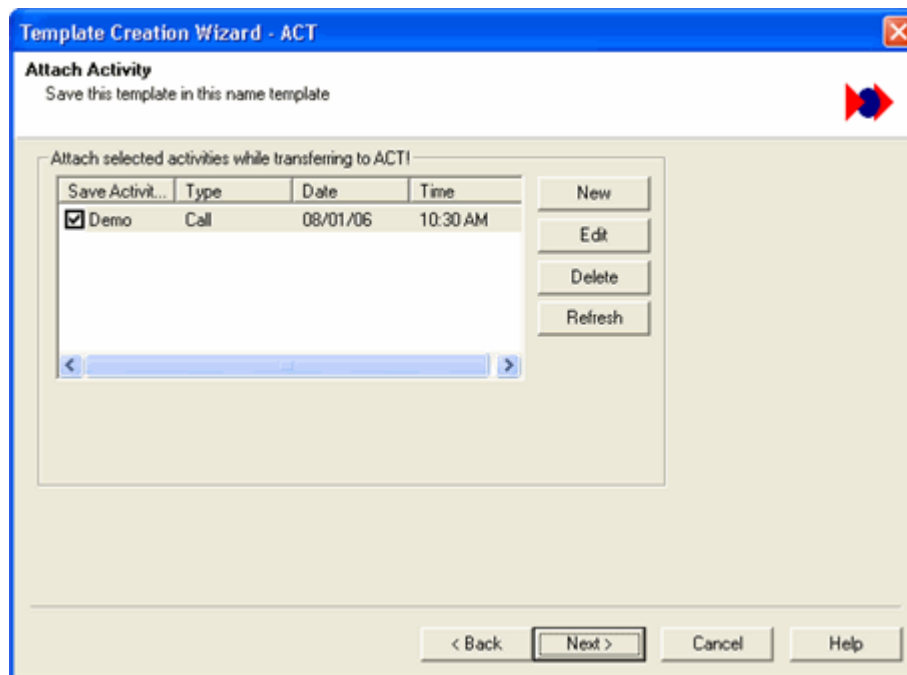 Template Creation Wizard - ACT
Attach Activity
Save this template in this name template
Attach selected activities while transferring to ACT!
Save Activit... Type Date Time
Demo Call 08/01/06 10:30 AM
New
Edit
Delete
Refresh
< Back Next > Cancel Help